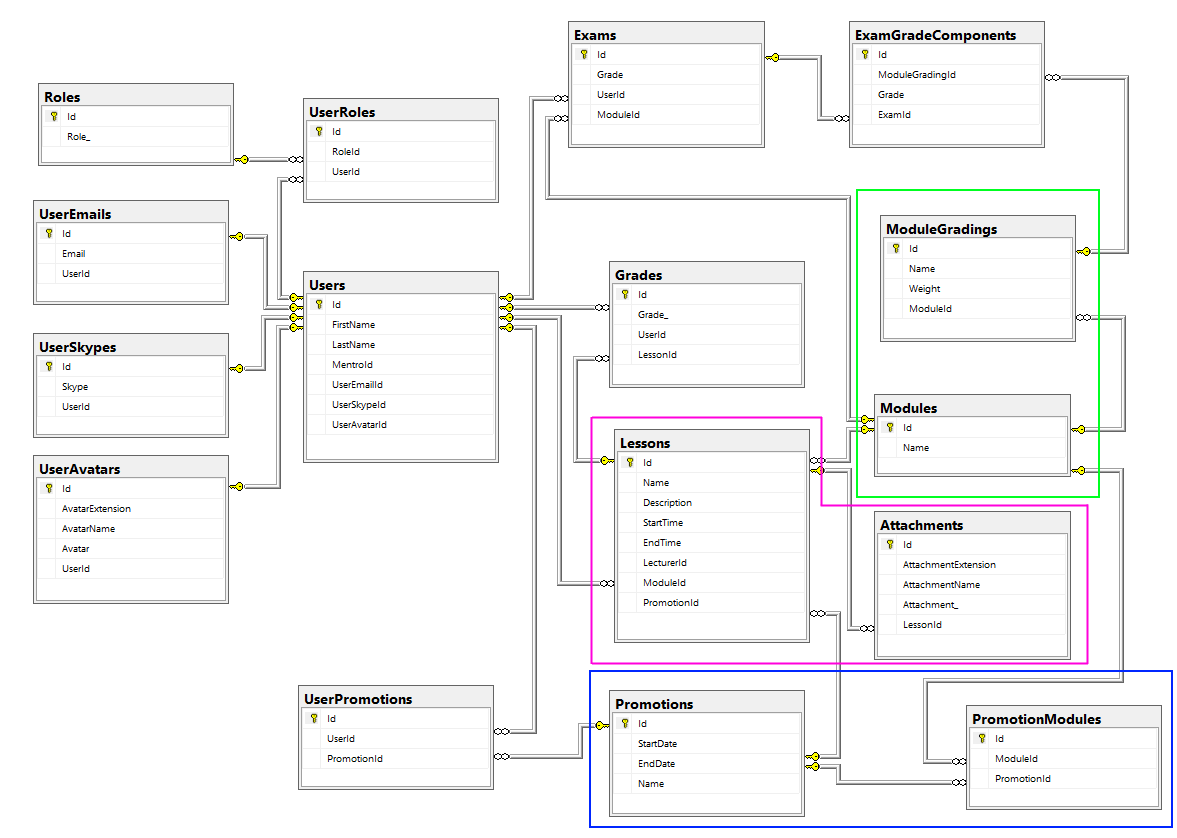 Exams
Id
Grade
UserId
ModuleId
ExamGradeComponents
Id
ModuleGradingId
Grade
ExamId
Roles
Id
Role_
UserRoles
Id
RoleId
UserId
UserEmails
Id
Email
UserId
ModuleGradings
Id
Name
Weight
ModuleId
Users
Id
FirstName
LastName
MentroId
UserEmailId
UserSkypeId
UserAvatarId
Grades
Id
Grade_
UserId
LessonId
UserSkypes
Id
Skype
UserId
Modules
Id
Name
Lessons
Id
Name
Description
StartTime
EndTime
LecturerId
ModuleId
PromotionId
UserAvatars
Id
AvatarExtension
AvatarName
Avatar
UserId
Attachments
Id
AttachmentExtension
AttachmentName
Attachment_
LessonId
UserPromotions
Id
UserId
PromotionId
Promotions
Id
StartDate
EndDate
Name
PromotionModules
Id
ModuleId
PromotionId